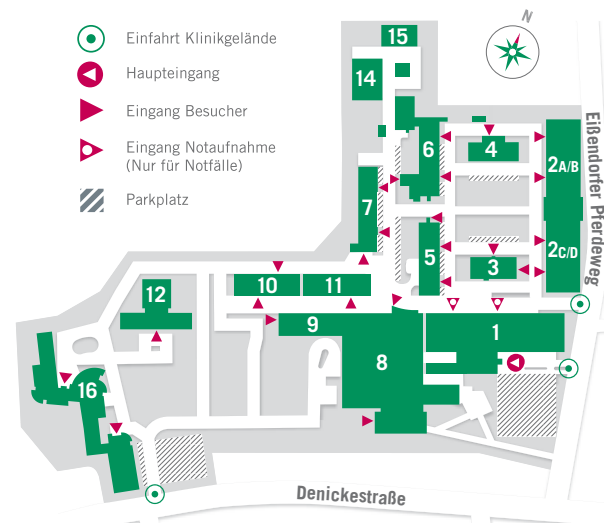 Einfahrt Klinikgelände
Haupteingang
Eingang Besucher
Eingang Notaufnahme
(Nur für Notfälle)
Parkplatz
N
15
14
6
4
2A/B
Eißendorfer Pferdeweg
7
5
3
2C/D
12
10
11
9
1
8
16
Denickestraße